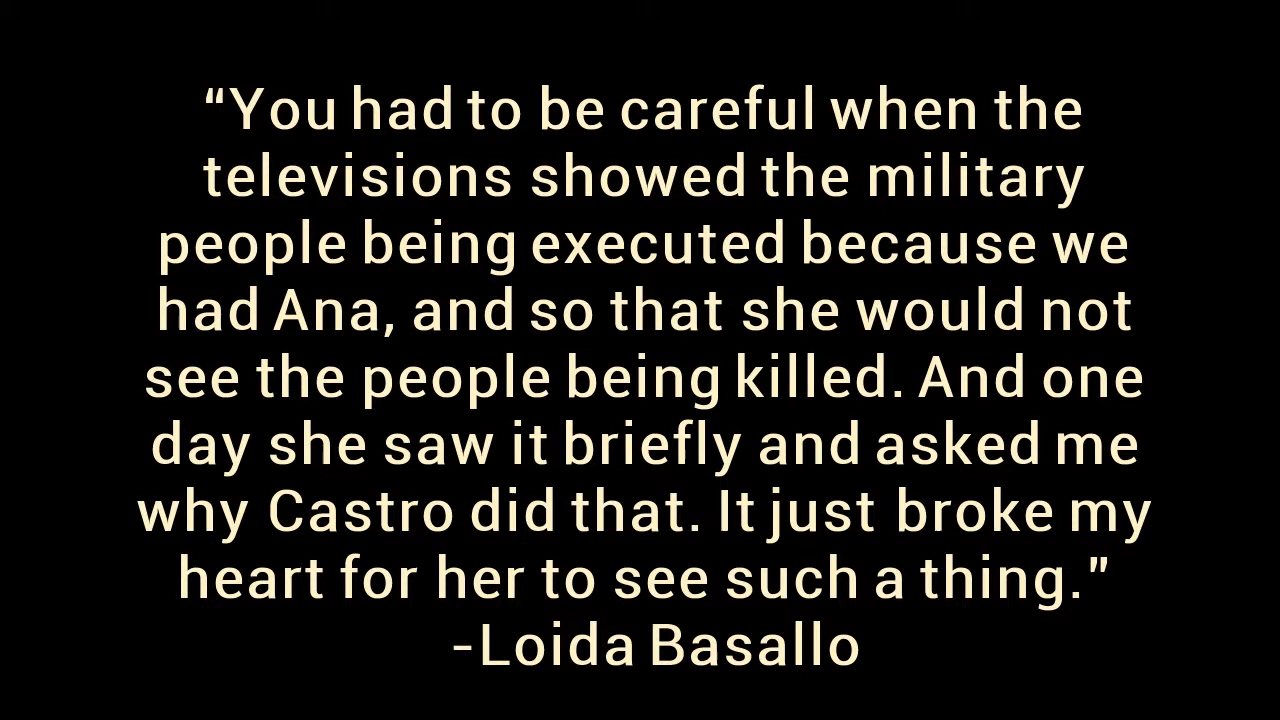 “You had to be careful when the
televisions showed the military
people being executed because we
had Ana, and so that she would not
see the people being killed. And one
day she saw it briefly and asked me
why Castro did that. It just broke my
heart for her to see such a thing."
-Loida Basallo